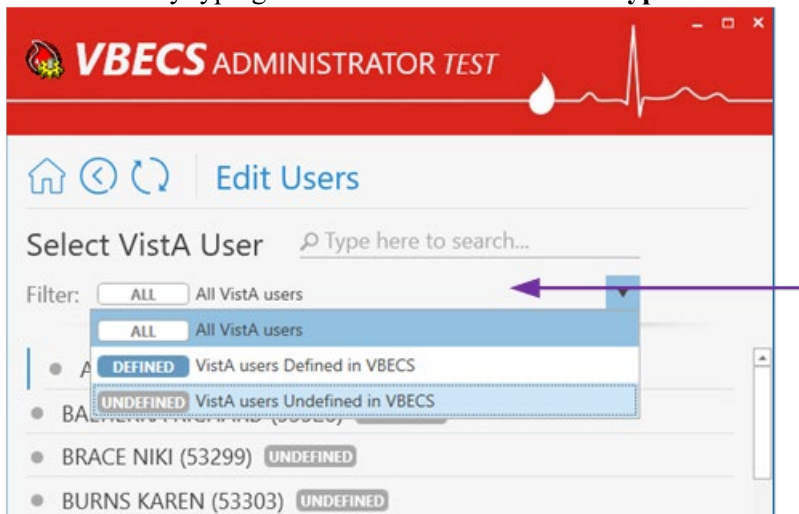 VBECS ADMINISTRATOR TEST
Edit Users
Select VistA User Type here to search...
Filter: ALL All VistA users
ALL All VistA users
A DEFINED VistA users Defined in VBECS
UNDEFINED VistA users Undefined in VBECS
BRACE NIKI (53299) UNDEFINED
BURNS KAREN (53303) UNDEFINED